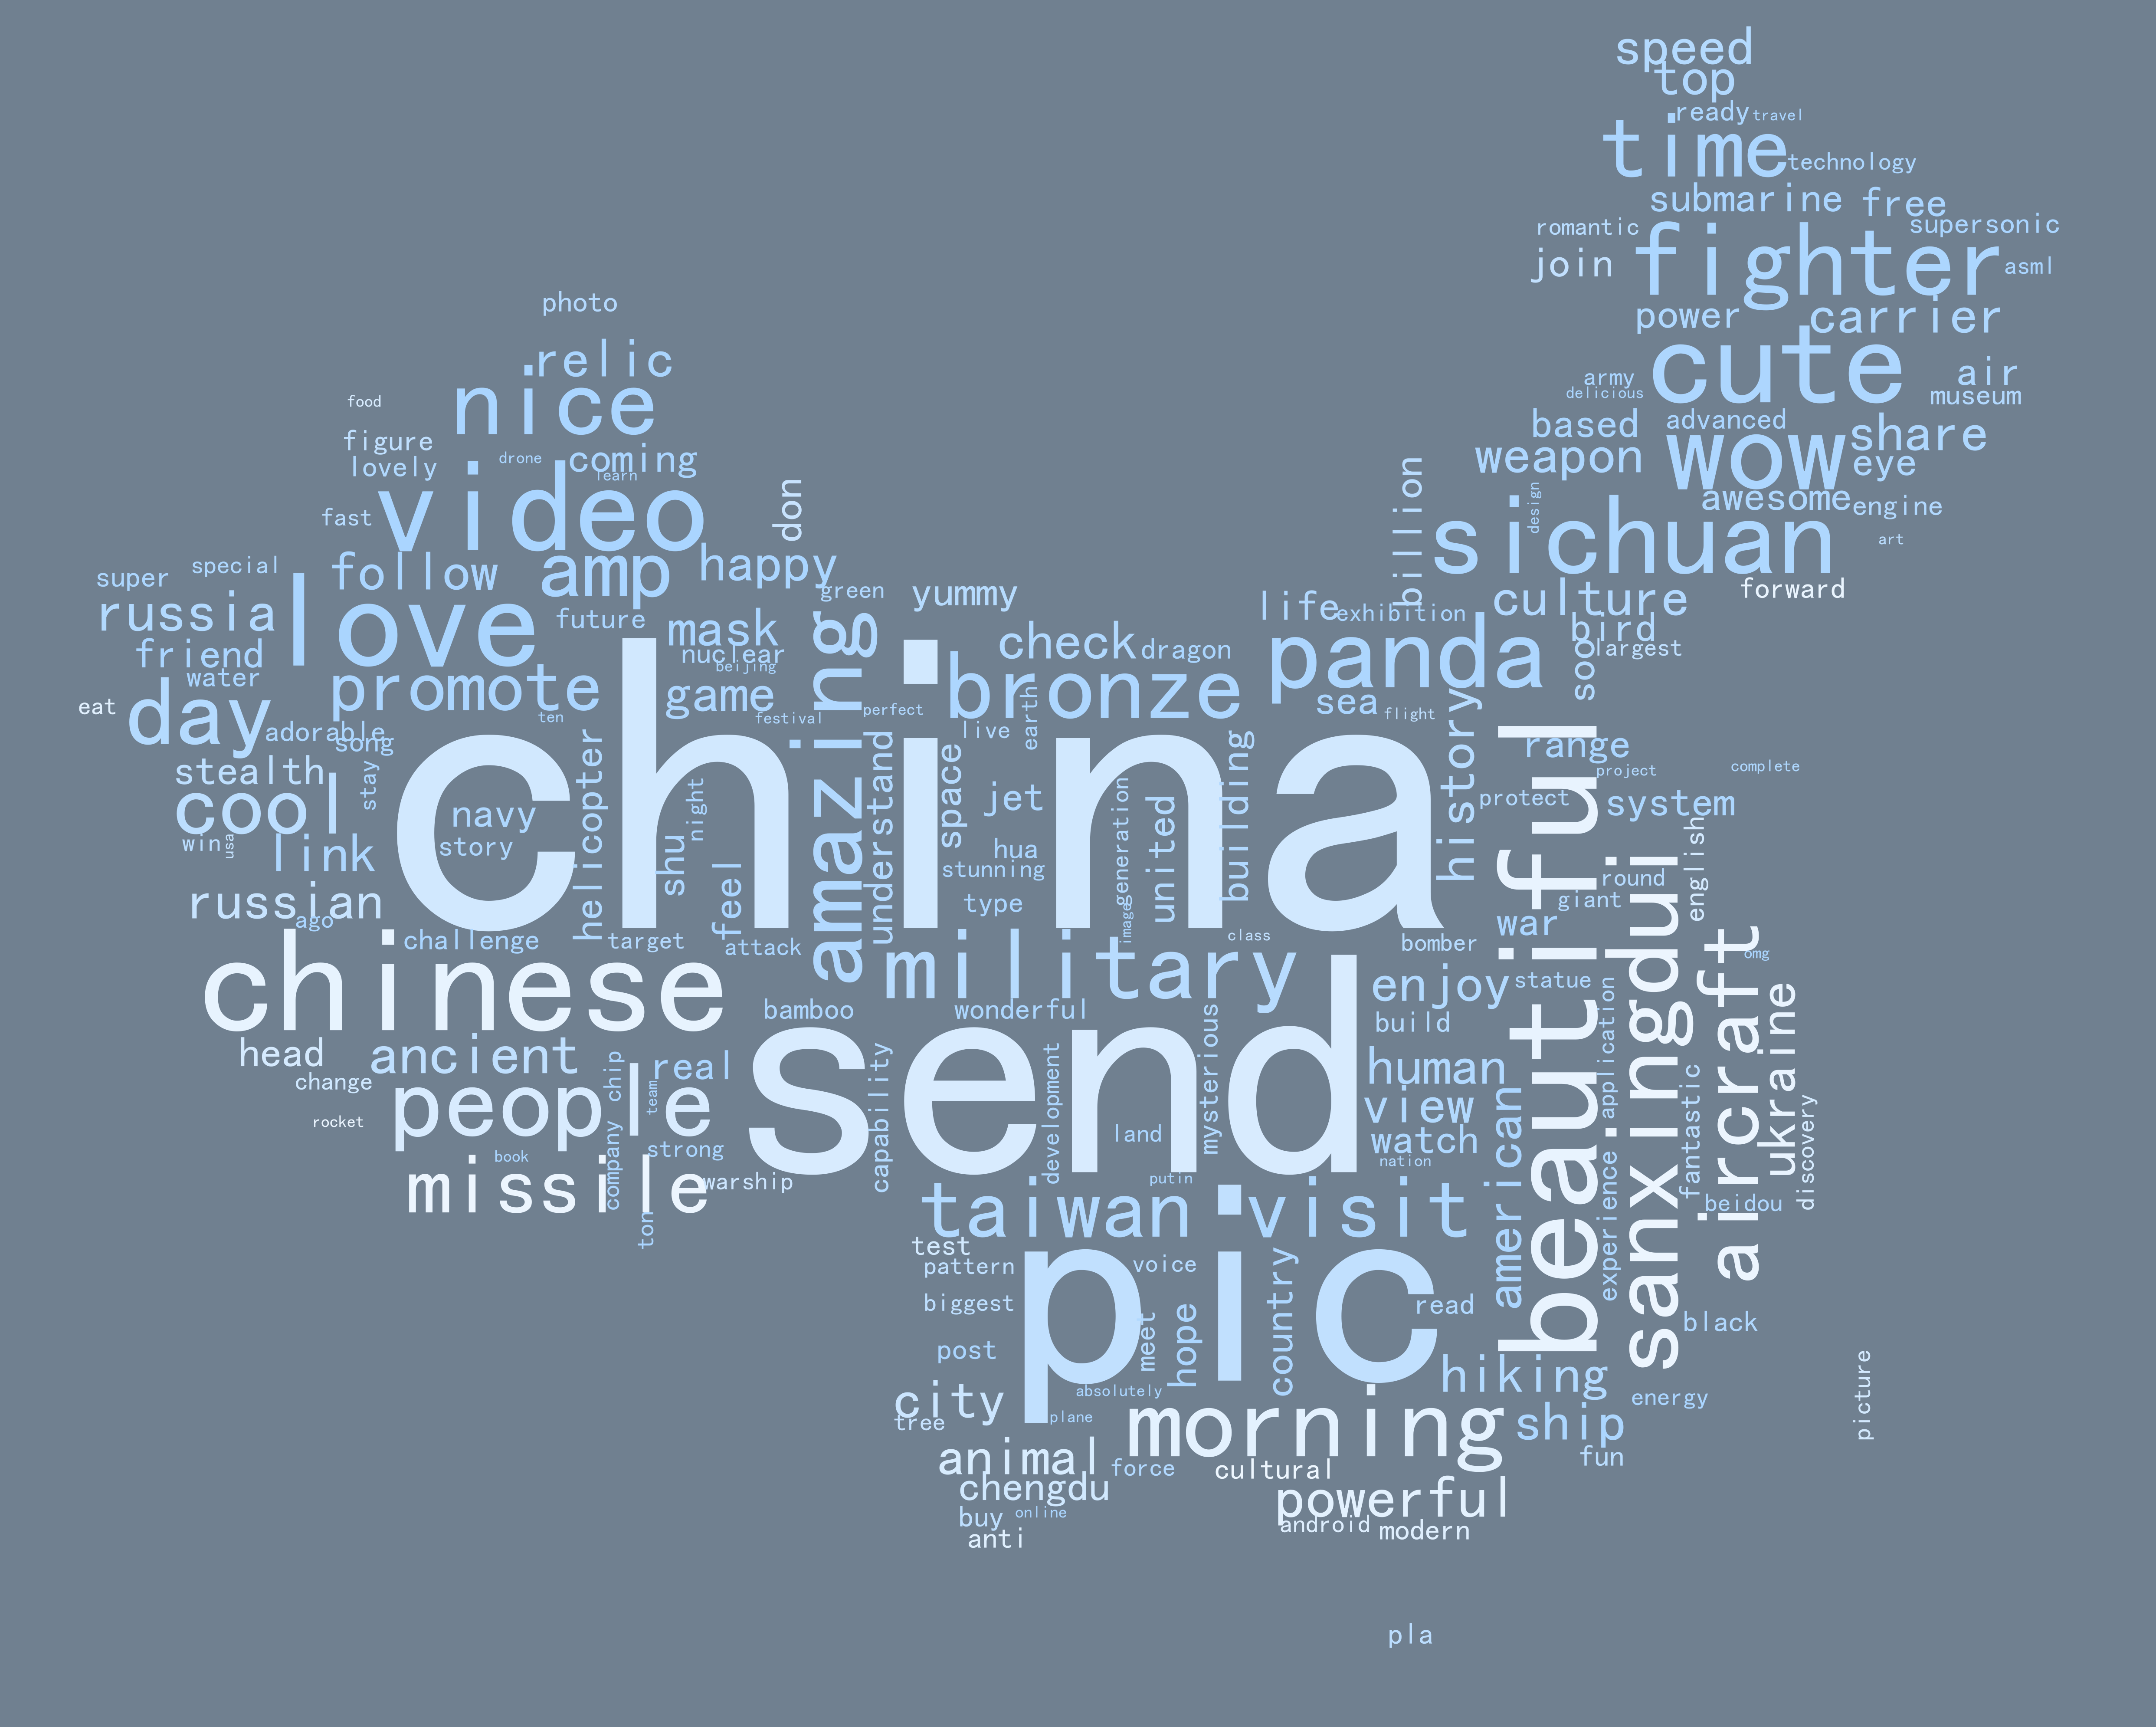 speed
top
ready travel
time technology
submarine free
romantic supersonic
join fighter asml
photo power carrier
relic cute air
army
delicious museum
food nice
figure based advanced share
lovely drone coming weapon wow eye
learn
video don billion design awesome engine
fast sichuan art
super special follow amp happy green yummy culture forward
russia love future mask life exhibition bird
friend nuclear check dragon panda soo largest
water beijing
eat day promote game bronze sea
ten festival perfect earth flight
adorable song live history range
stealth stay china amazing understand space building project complete
cool navy helicopter night jet generation united protect system
win usa link story shu hua english
stunning round
russian feel type image giant
ago war
challenge target attack class bomber
chinese military omg
enjoy statue
bamboo wonderful build application
head ancient real send human
change chip capability development mysterious
people team view american experience. fantastic
rocket land watch
book company strong nation
missile warship putin beautiful sanxingdui aircraft ukraine discovery
ton taiwan visit beidou
test
pattern voice
biggest pic country read
post meet hope black
absolutely hiking
city energy picture
tree plane
morning ship
animal force cultural fun
chengdu powerful
buy online android modern
anti
pla